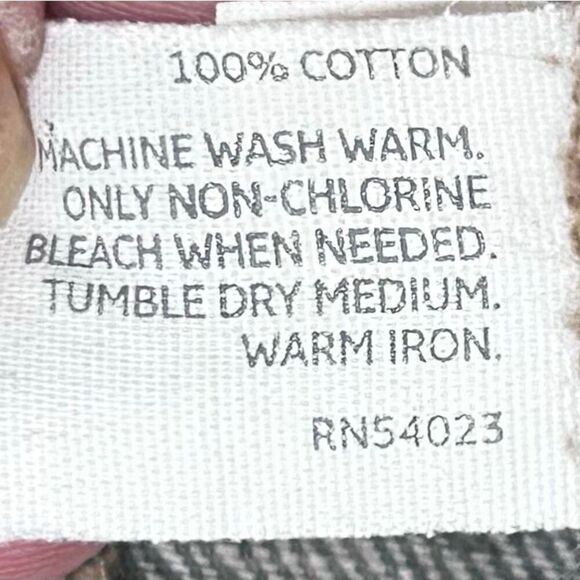 100% COTTON
MACHINE WASH WARM.
ONLY NON-CHLORINE
BLEACH WHEN NEEDED.
TUMBLE DRY MEDIUM.
WARM IRON.
RN54023